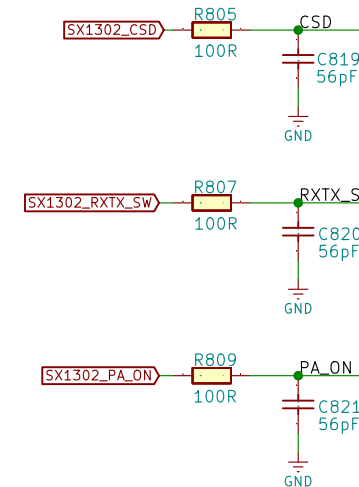 R805
CSD
SX1302_CSD
100R
C819
56pF
GND
R807
RXTX_S
SX1302_RXTX_SW
100R
C820
56pF
GND
R809
PA_ON
SX1302_PA_ON
100R
C821
56pF
GND